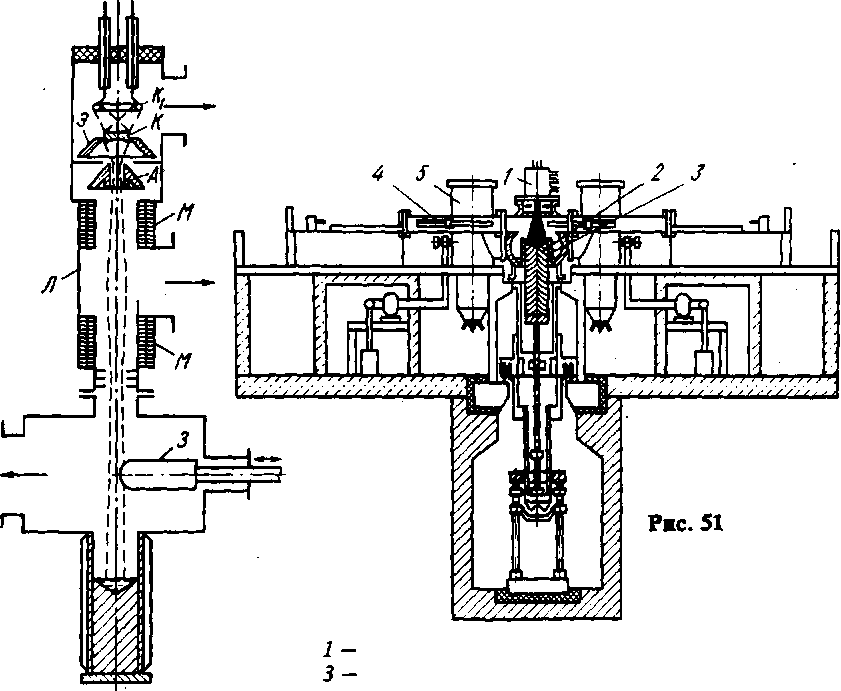 К₁
Э К
А
М
Л
М
З
4 5 1 2 3
Рис. 51
1 –
3 –